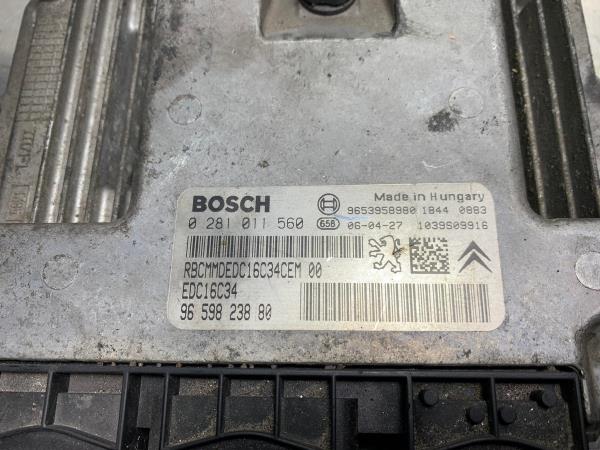 BOSCH
Made in Hungary
9653958980 1844 0883
0 281 011 560
658
06-04-27 1039S09916
RBCMMDEDC16C34CEM 00
EDC16C34
96 598 238 80